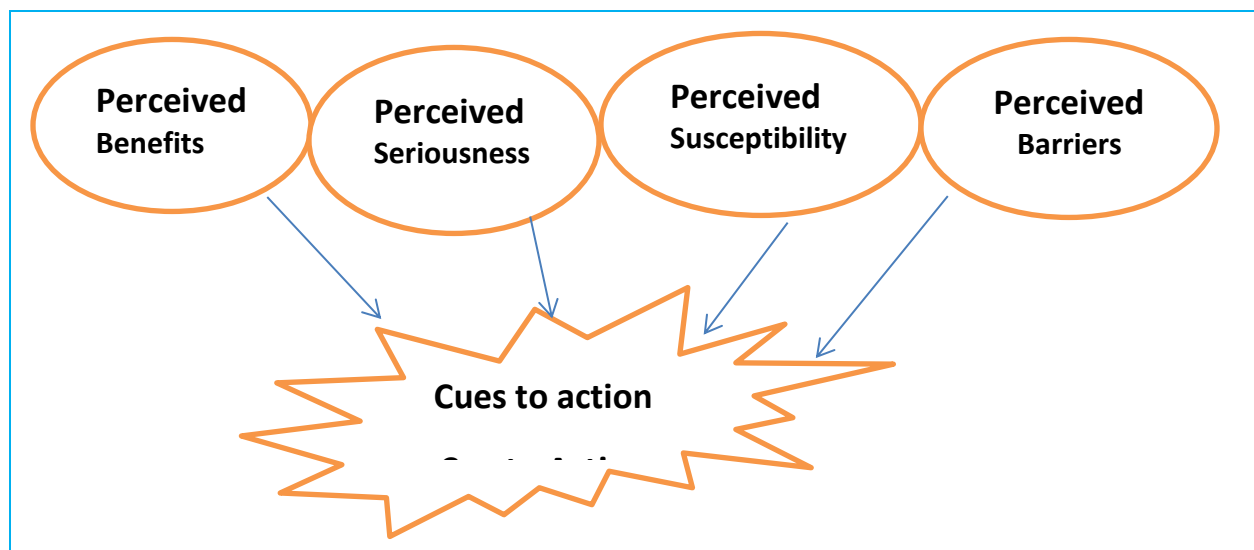 Perceived
Benefits
Perceived
Seriousness
Perceived
Susceptibility
Perceived
Barriers
Cues to action